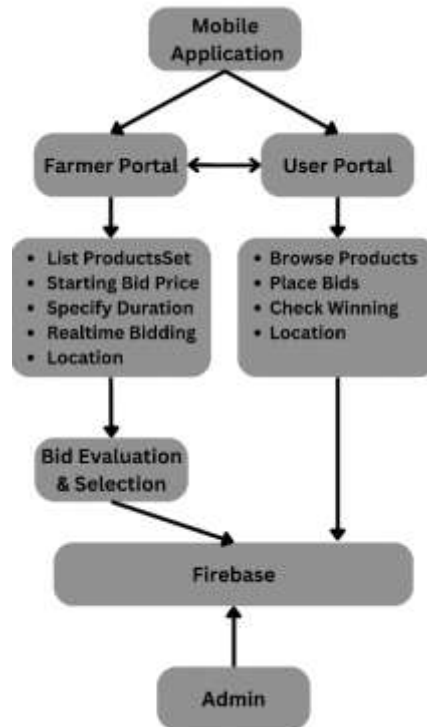 Mobile
Application
Farmer Portal
User Portal
• List ProductsSet
• Starting Bid Price
• Specify Duration
• Realtime Bidding
• Location
• Browse Products
• Place Bids
• Check Winning
• Location
Bid Evaluation
& Selection
Firebase
Admin